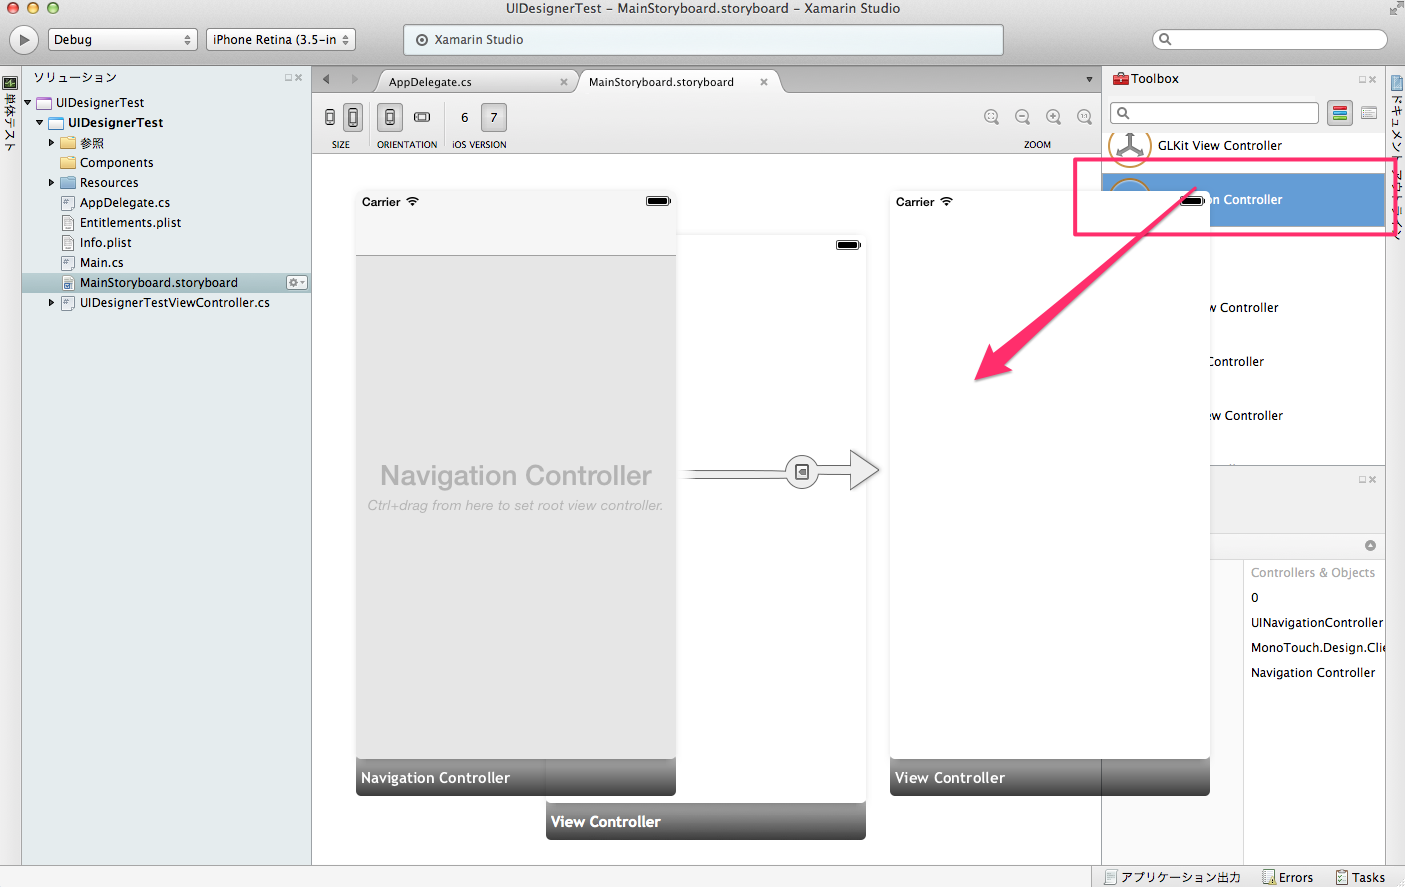 UIDesignerTest – MainStoryboard.storyboard – Xamarin Studio
Debug
iPhone Retina (3.5-in
Xamarin Studio
ソリューション
単体テスト
UIDesignerTest
UIDesignerTest
参照
Components
Resources
AppDelegate.cs
Entitlements.plist
Info.plist
Main.cs
MainStoryboard.storyboard
UIDesignerTestViewController.cs
AppDelegate.cs
MainStoryboard.storyboard
6
7
SIZE
ORIENTATION
iOS VERSION
ZOOM
Carrier
Navigation Controller
Ctrl+drag from here to set root view controller.
Navigation Controller
View Controller
Carrier
View Controller
Toolbox
GLKit View Controller
Controller
Controller
Controller
Controller
Controllers & Objects
0
UINavigationController
MonoTouch.Design.Clie
Navigation Controller
ドキュメント アウトライン
アプリケーション出力
Errors
Tasks